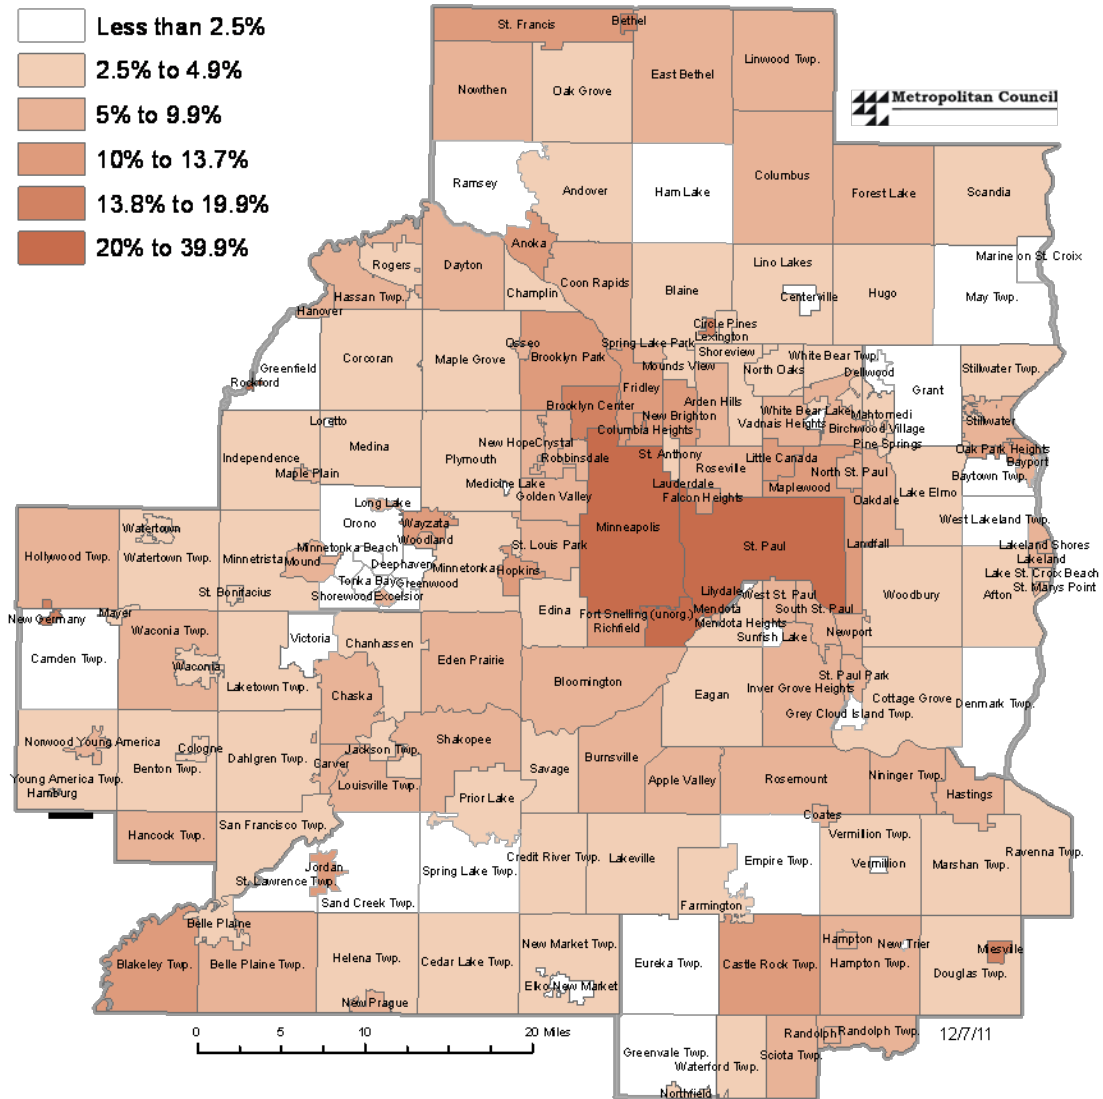 Less than 2.5%
2.5% to 4.9%
5% to 9.9%
10% to 13.7%
13.8% to 19.9%
20% to 39.9%
Metropolitan Council
St. Francis
Bethel
Nowthen
Oak Grove
East Bethel
Linwood Twp.
Ramsey
Andover
Ham Lake
Columbus
Forest Lake
Scandia
Anoka
Rogers
Dayton
Hassan Twp.
Champlin
Coon Rapids
Blaine
Lino Lakes
Centerville
Hugo
Marine on St. Croix
May Twp.
Hanover
Greenfield
Rockford
Corcoran
Maple Grove
Osseo
Brooklyn Park
Spring Lake Park
Circle Pines
Lexington
Shoreview
Mounds View
North Oaks
White Bear Twp.
Dellwood
Grant
Stillwater Twp.
Fridley
Brooklyn Center
New Brighton
Arden Hills
Columbia Heights
White Bear Lake
Vadnais Heights
Mahtomedi
Birchwood Village
Pine Springs
Stillwater
Oak Park Heights
Bayport
Baytown Twp.
Loretto
Medina
Independence
Maple Plain
Plymouth
New Hope
Crystal
Robbinsdale
Medicine Lake
Golden Valley
St. Anthony
Roseville
Lauderdale
Falcon Heights
Little Canada
Maplewood
North St. Paul
Oakdale
Lake Elmo
West Lakeland Twp.
Long Lake
Orono
Wayzata
Woodland
Minnetonka Beach
Deephaven
Tonka Bay
Greenwood
Shorewood
Excelsior
Minnetonka
Hopkins
St. Louis Park
Minneapolis
St. Paul
Landfall
Lakeland Shores
Lakeland
Lake St. Croix Beach
St. Marys Point
Afton
Woodbury
Hollywood Twp.
Watertown
Watertown Twp.
Minnetrista
Mound
St. Bonifacius
New Germany
Mayer
Camden Twp.
Waconia Twp.
Waconia
Laketown Twp.
Victoria
Chanhassen
Chaska
Eden Prairie
Edina
Fort Snelling (unorg.)
Richfield
Bloomington
Lilydale
Mendota
Mendota Heights
West St. Paul
South St. Paul
Sunfish Lake
Newport
Eagan
Inver Grove Heights
St. Paul Park
Cottage Grove
Grey Cloud Island Twp.
Denmark Twp.
Norwood Young America
Young America Twp.
Hamburg
Cologne
Benton Twp.
Dahlgren Twp.
Carver
Jackson Twp.
Louisville Twp.
Shakopee
Prior Lake
Savage
Burnsville
Apple Valley
Rosemount
Nininger Twp.
Hastings
Coates
Vermillion Twp.
Vermillion
Marshan Twp.
Ravenna Twp.
Hancock Twp.
San Francisco Twp.
Jordan
St. Lawrence Twp.
Sand Creek Twp.
Spring Lake Twp.
Credit River Twp.
Lakeville
Farmington
Empire Twp.
Belle Plaine
Blakeley Twp.
Belle Plaine Twp.
Helena Twp.
New Prague
Cedar Lake Twp.
New Market Twp.
Elko New Market
Eureka Twp.
Castle Rock Twp.
Hampton
New Trier
Hampton Twp.
Miesville
Douglas Twp.
Greenvale Twp.
Waterford Twp.
Northfield
Sciota Twp.
Randolph
Randolph Twp.
12/7/11
0 5 10 20 Miles